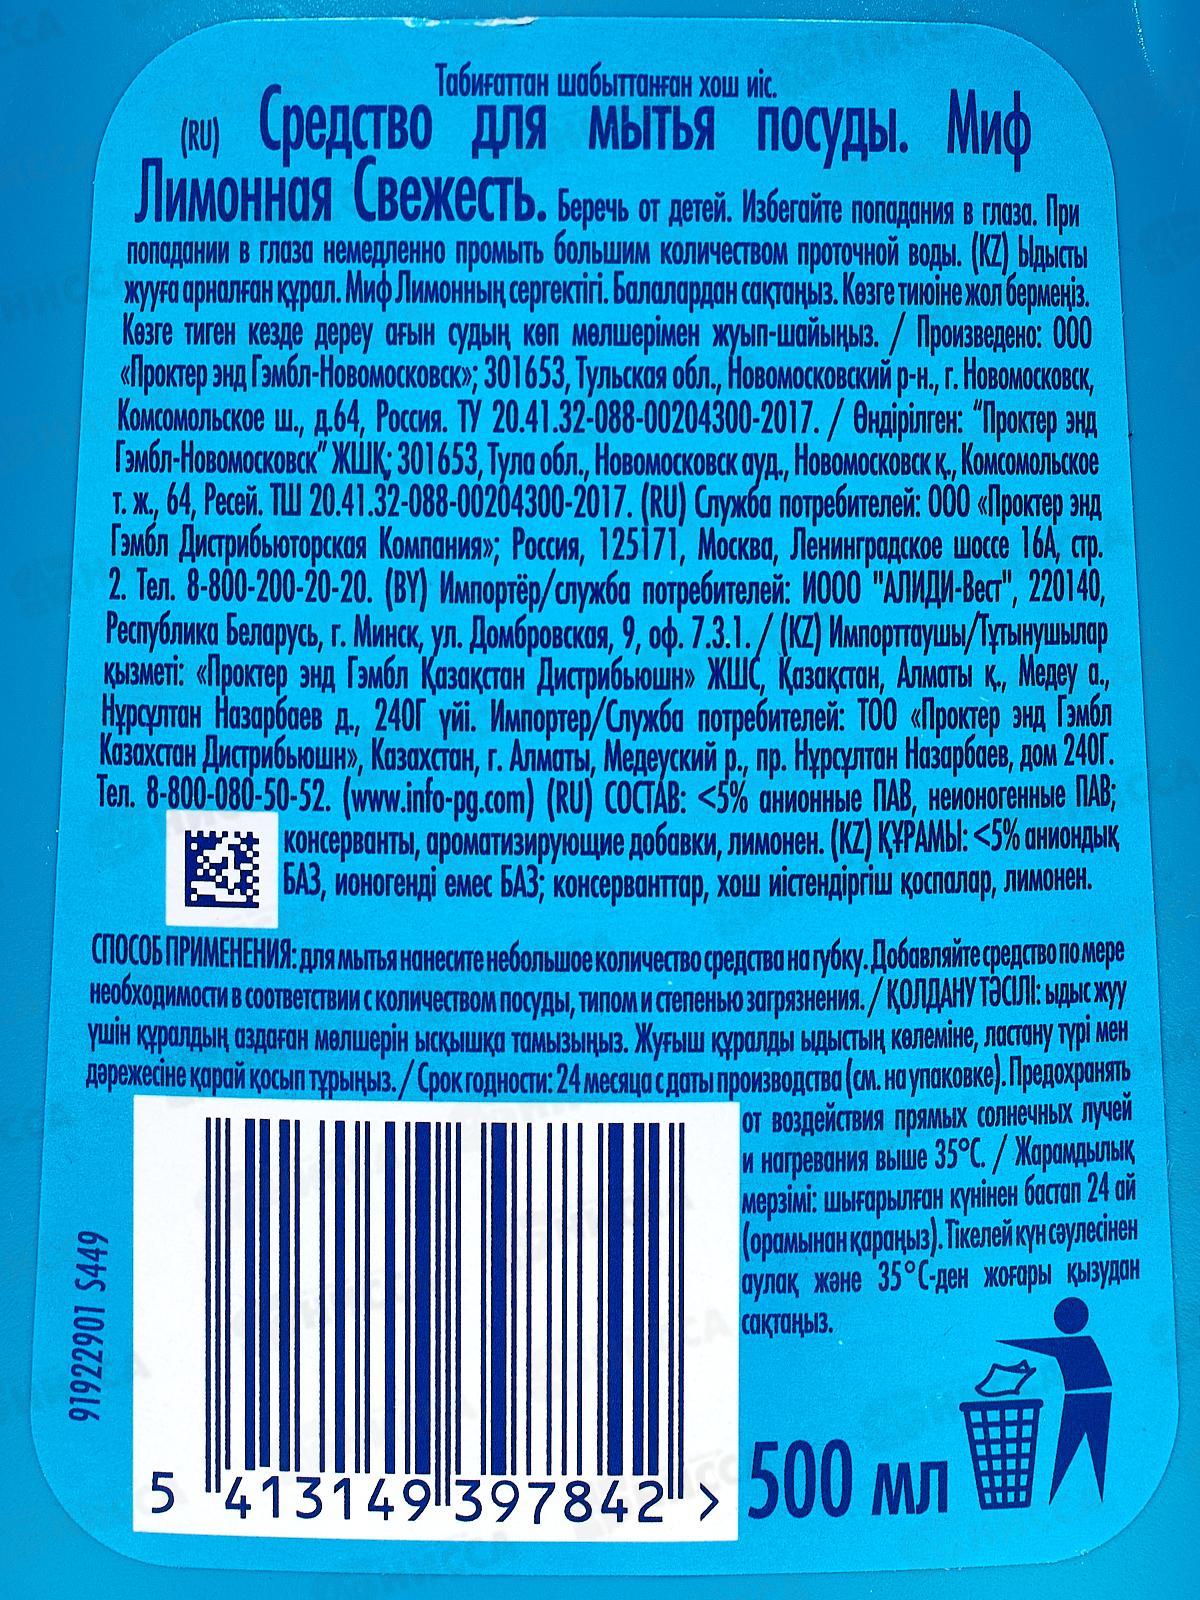 Табиғаттан шабыттанған хош иіс.
(RU) Средство для мытья посуды. Миф
Лимонная Свежесть. Беречь от детей. Избегайте попадания в глаза. При
попадании в глаза немедленно промыть большим количеством проточной воды. (KZ) Ыдысты
жууға арналған құрал. Миф Лимонның сергектігі. Балалардан сақтаңыз. Көзге тиюіне жол бермеңіз.
Көзге тиген кезде дереу ағын судың көп мөлшерімен жуып-шайыңыз. / Произведено: ООО
«Проктер энд Гэмбл-Новомосковск»; 301653, Тульская обл., Новомосковский р-н., г. Новомосковск,
Комсомольское ш., д.64, Россия. ТУ 20.41.32-088-00204300-2017. / Өндірілген: “Проктер энд
Гэмбл-Новомосковск” ЖШҚ; 301653, Тула обл., Новомосковск ауд., Новомосковск қ., Комсомольское
т. ж., 64, Ресей. ТШ 20.41.32-088-00204300-2017. (RU) Служба потребителей: ООО «Проктер энд
Гэмбл Дистрибьюторская Компания»; Россия, 125171, Москва, Ленинградское шоссе 16А, стр.
2. Тел. 8-800-200-20-20. (BY) Импортёр/служба потребителей: ИООО "АЛИДИ-Вест", 220140,
Республика Беларусь, г. Минск, ул. Домбровская, 9, оф. 7.3.1. / (KZ) Импорттаушы/Тұтынушылар
қызметі: «Проктер энд Гэмбл Қазақстан Дистрибьюшн» ЖШС, Қазақстан, Алматы қ., Медеу а.,
Нұрсұлтан Назарбаев д., 240Г үйі. Импортер/Служба потребителей: ТОО «Проктер энд Гэмбл
Казахстан Дистрибьюшн», Казахстан, г. Алматы, Медеуский р., пр. Нұрсұлтан Назарбаев, дом 240Г.
Тел. 8-800-080-50-52. (www.info-pg.com) (RU) СОСТАВ: <5% анионные ПАВ, неионогенные ПАВ;
консерванты, ароматизирующие добавки, лимонен. (KZ) ҚҰРАМЫ: <5% аниондық
БАЗ, ионогенді емес БАЗ; консерванттар, хош иістендіргіш қоспалар, лимонен.
СПОСОБ ПРИМЕНЕНИЯ: для мытья нанесите небольшое количество средства на губку. Добавляйте средство по мере
необходимости в соответствии с количеством посуды, типом и степенью загрязнения. / ҚОЛДАНУ ТӘСІЛІ: ыдыс жуу
үшін құралдың аздаған мөлшерін ысқышқа тамызыңыз. Жуғыш құралды ыдыстың көлеміне, ластану түрі мен
дәрежесіне қарай қосып тұрыңыз. / Срок годности: 24 месяца с даты производства (см. на упаковке). Предохранять
от воздействия прямых солнечных лучей
и нагревания выше 35°С. / Жарамдылық
мерзімі: шығарылған күнінен бастап 24 ай
(орамынан қараңыз). Тікелей күн сәулесінен
аулақ және 35°С-ден жоғары қызудан
сақтаңыз.
91922901 S449
5 413149 397842 >
500 мл